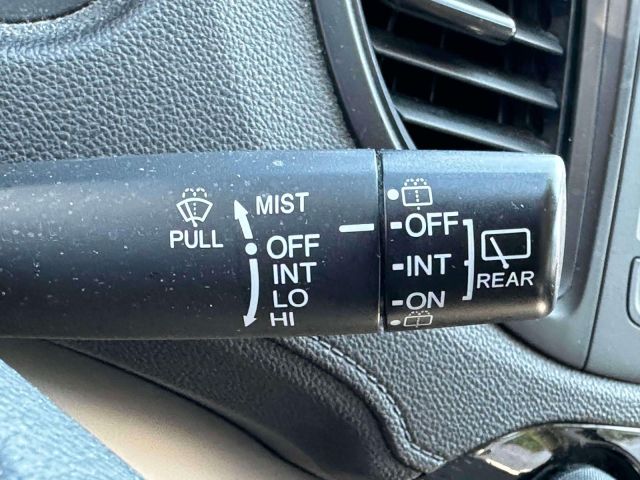 MIST
PULL
OFF
INT
LO
HI
OFF
INT
ON
REAR